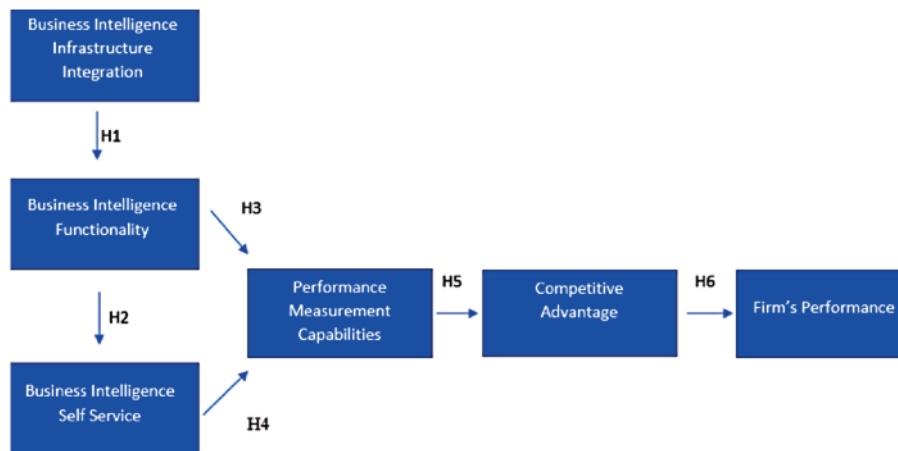 Business Intelligence
Infrastructure
Integration
H1
Business Intelligence
Functionality
H3
H2
Performance
Measurement
Capabilities
H5
Competitive
Advantage
H6
Firm's Performance
Business Intelligence
Self Service
H4